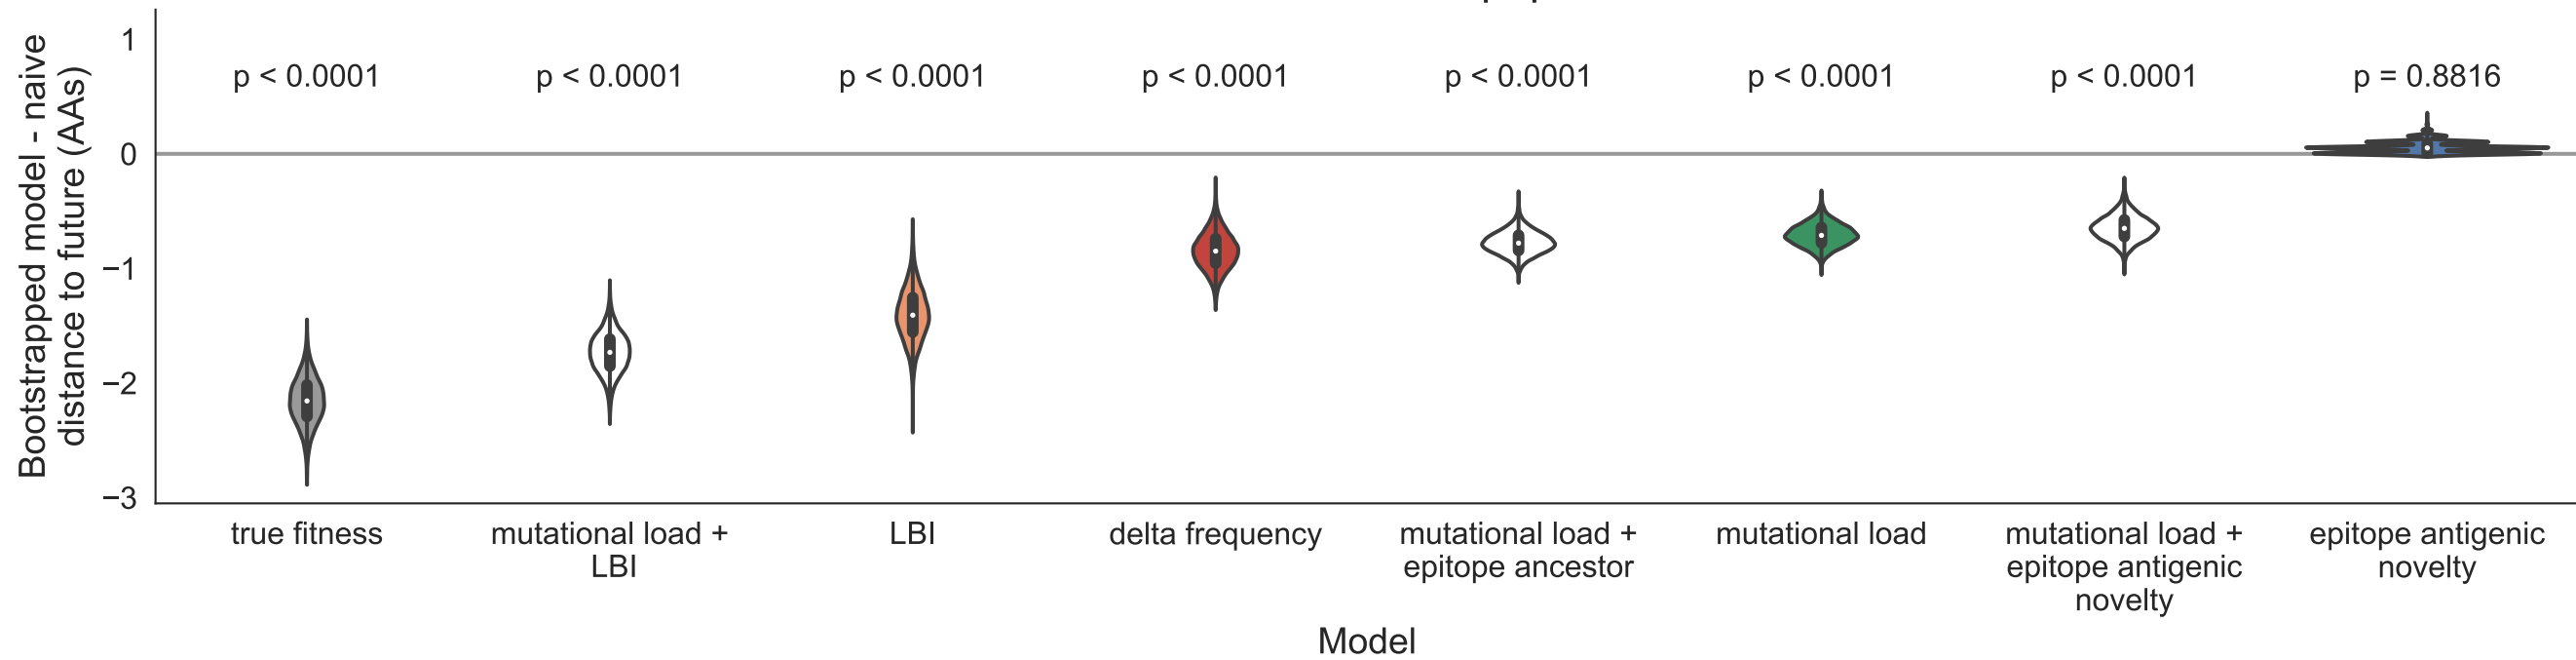 Bootstrapped model - naive
distance to future (AAs)
1
0
−1
−2
−3
p < 0.0001
p < 0.0001
p < 0.0001
p < 0.0001
p < 0.0001
p < 0.0001
p < 0.0001
p = 0.8816
true fitness
mutational load +
LBI
LBI
delta frequency
mutational load +
epitope ancestor
mutational load
mutational load +
epitope antigenic
novelty
epitope antigenic
novelty
Model